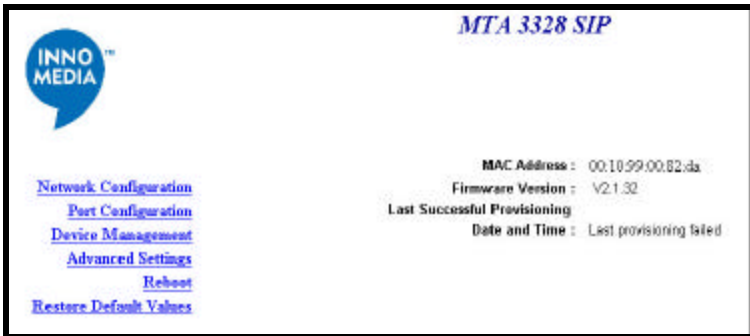 MTA 3328 SIP
INNO
MEDIA
TM
MAC Address : 00:10:99:00:82:da
Firmware Version : V2.1.32
Last Successful Provisioning
Date and Time : Last provisioning failed
Network Configuration
Port Configuration
Device Management
Advanced Settings
Reboot
Restore Default Values